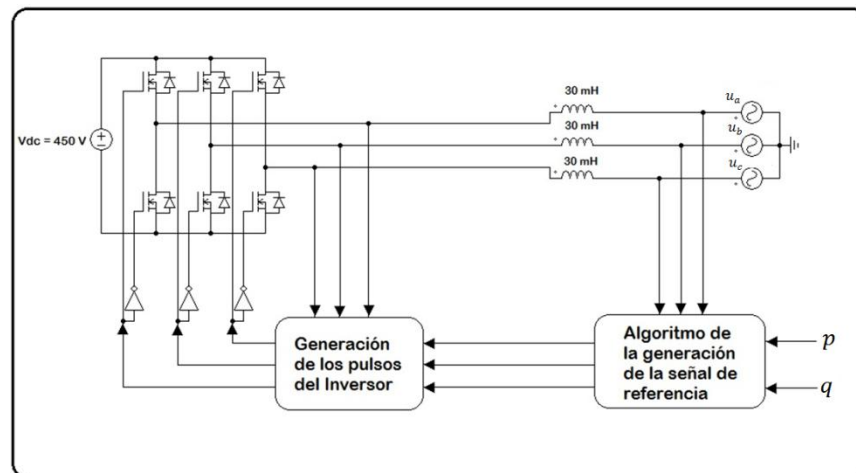 Vdc = 450 V
30 mH
30 mH
30 mH
u_a
u_b
u_c
Generación
de los pulsos
del Inversor
Algoritmo de
la generación
de la señal de
referencia
p
q